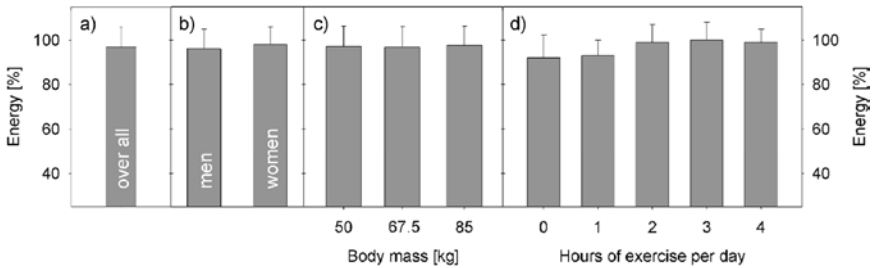 a) b) c) d)
Energy [%]
100
80
60
40
over all
men
women
50 67.5 85
Body mass [kg]
0 1 2 3 4
Hours of exercise per day
100
80
60
40
Energy [%]